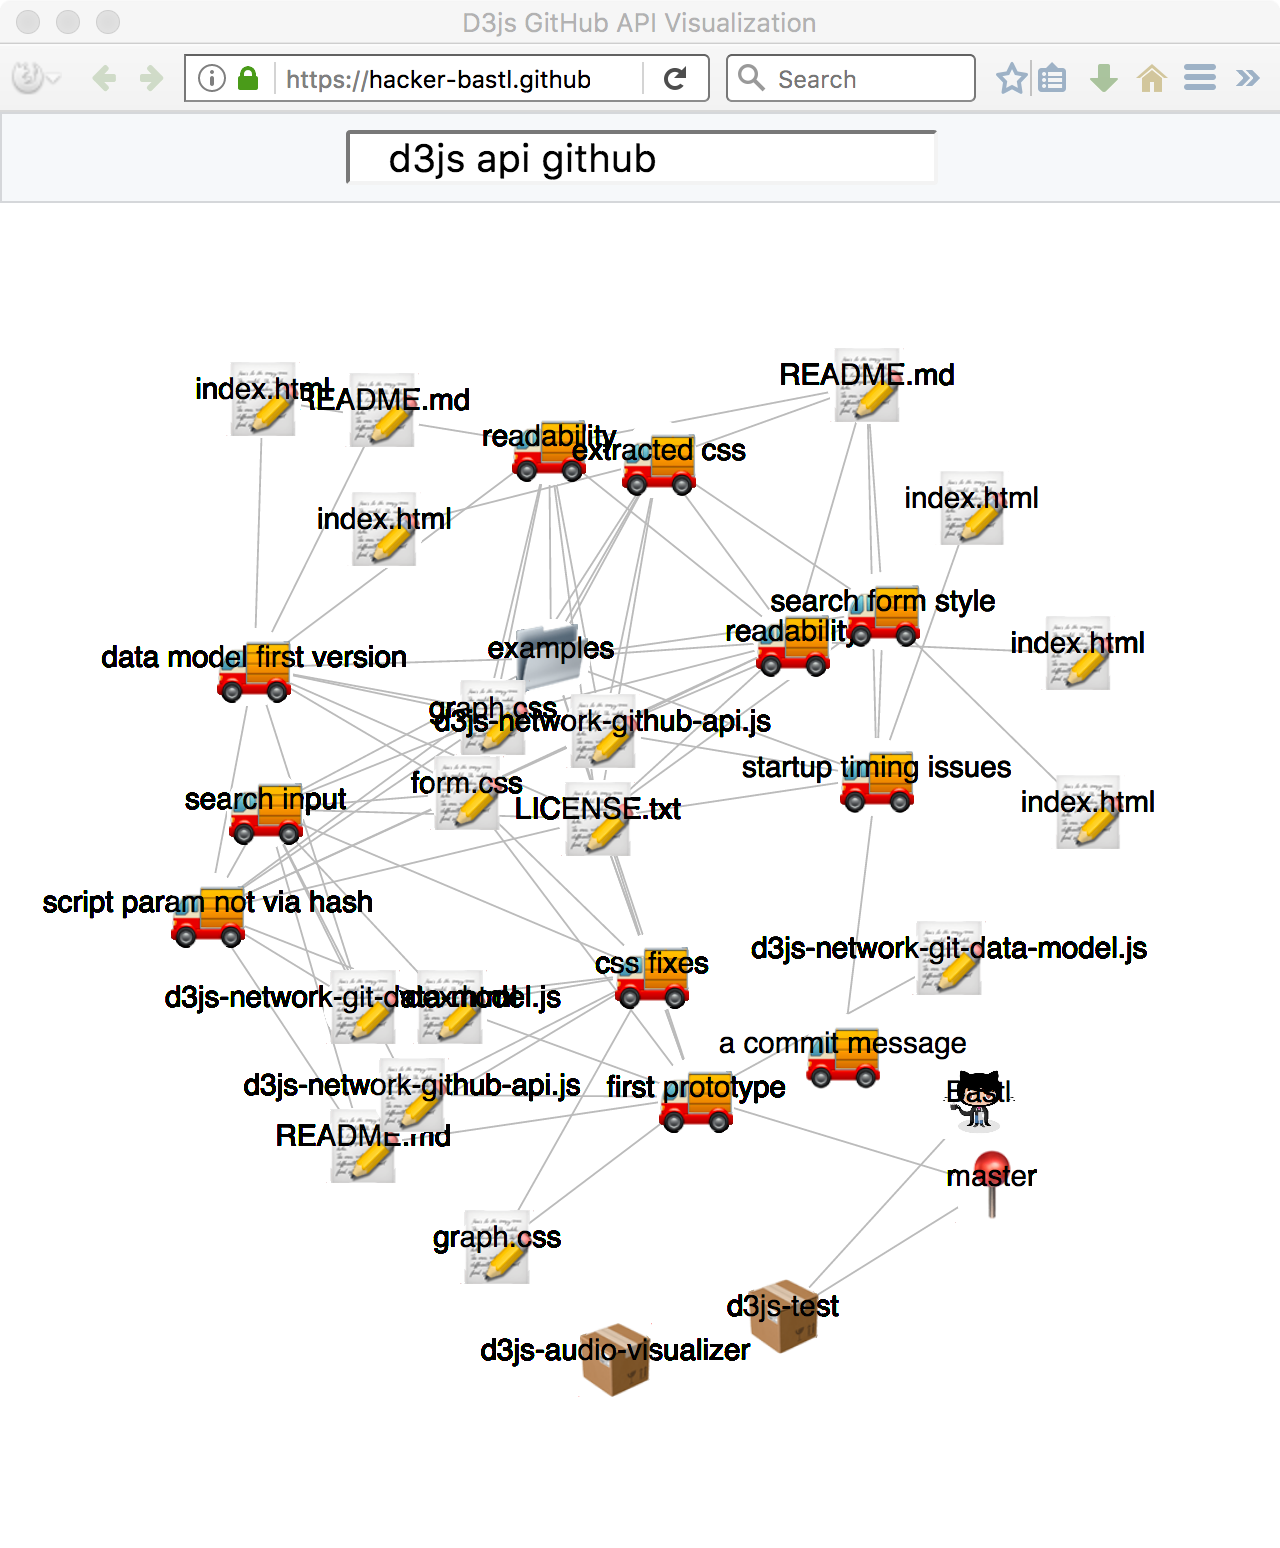 D3js GitHub API Visualization
https://hacker-bastl.github
Search
d3js api github
README.md
index.html
README.md
readability
extracted css
index.html
index.html
search form style
readability
index.html
examples
data model first version
graph.css
d3js-network-github-api.js
startup timing issues
form.css
search input
index.html
LICENSE.txt
script param not via hash
d3js-network-git-data-model.js
css fixes
d3js-network-git-data-model.js
index.html
a commit message
d3js-network-github-api.js
first prototype
Bastl
README.md
master
graph.css
d3js-test
d3js-audio-visualizer